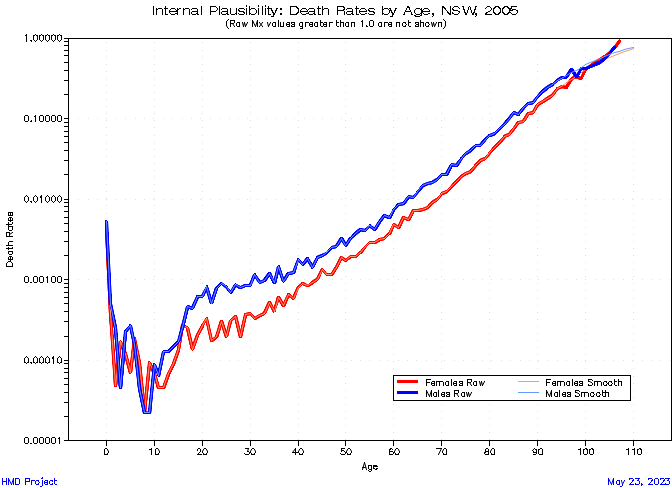 Internal Plausibility: Death Rates by Age, NSW, 2005
(Raw Mx values greater than 1.0 are not shown)
Death Rates
1.00000
0.10000
0.01000
0.00100
0.00010
0.00001
Females Raw
Females Smooth
Males Raw
Males Smooth
0 10 20 30 40 50 60 70 80 90 100 110
Age
HMD Project
May 23, 2023